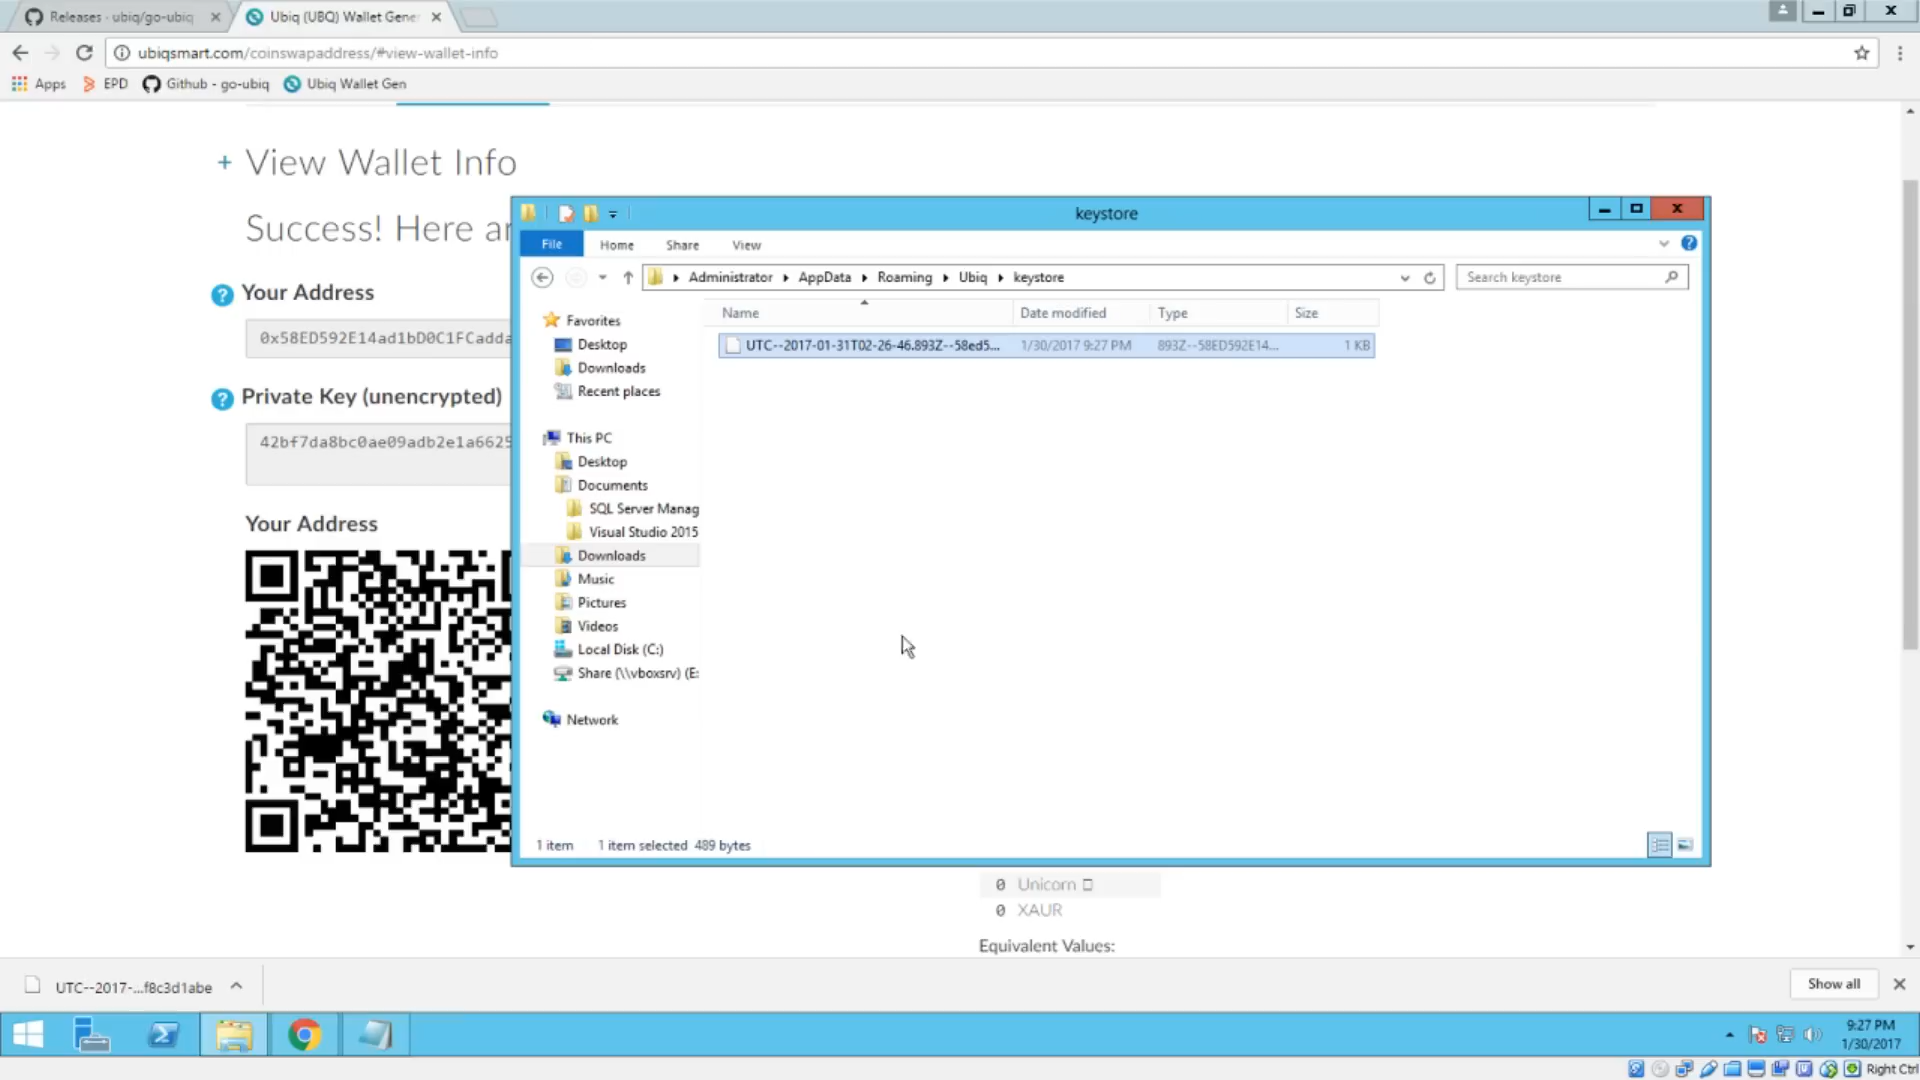 Releases · ubiq/go-ubiq
Ubiq (UBQ) Wallet Gene
ubiqsmart.com/coinswapaddress/#view-wallet-info
Apps
EPD
Github - go-ubiq
Ubiq Wallet Gen
+ View Wallet Info
Success! Here ar
? Your Address
0x58ED592E14ad1bD0C1FCadda
? Private Key (unencrypted)
42bf7da8bc0ae09adb2e1a6625
Your Address
keystore
File
Home
Share
View
Administrator
AppData
Roaming
Ubiq
keystore
Search keystore
Name
Date modified
Type
Size
UTC--2017-01-31T02-26-46.893Z--58ed5...
1/30/2017 9:27 PM
893Z--58ED592E14...
1 KB
Favorites
Desktop
Downloads
Recent places
This PC
Desktop
Documents
SQL Server Manag
Visual Studio 2015
Downloads
Music
Pictures
Videos
Local Disk (C:)
Share (\\vboxsrv) (E:
Network
1 item
1 item selected 489 bytes
0 Unicorn
0 XAUR
Equivalent Values:
UTC--2017-...f8c3d1abe
Show all
9:27 PM
1/30/2017
Right Ctrl